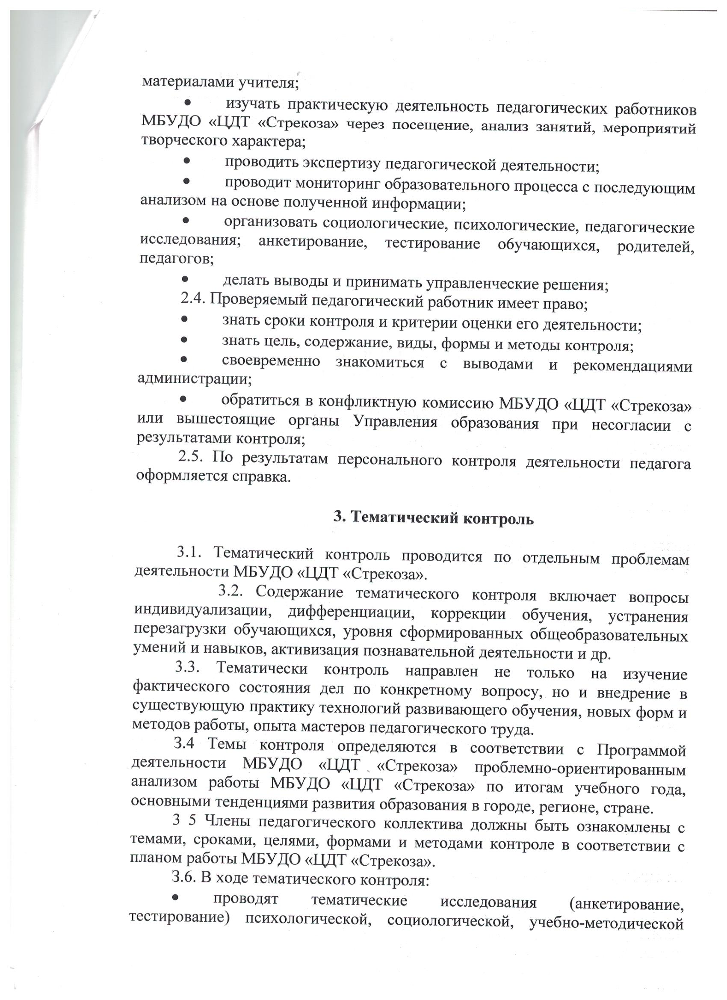 материалами учителя;
• изучать практическую деятельность педагогических работников
МБУДО «ЦДТ «Стрекоза» через посещение, анализ занятий, мероприятий
творческого характера;
• проводить экспертизу педагогической деятельности;
• проводит мониторинг образовательного процесса с последующим
анализом на основе полученной информации;
• организовать социологические, психологические, педагогические
исследования; анкетирование, тестирование обучающихся, родителей,
педагогов;
• делать выводы и принимать управленческие решения;
2.4. Проверяемый педагогический работник имеет право;
• знать сроки контроля и критерии оценки его деятельности;
• знать цель, содержание, виды, формы и методы контроля;
• своевременно знакомиться с выводами и рекомендациями
администрации;
• обратиться в конфликтную комиссию МБУДО «ЦДТ «Стрекоза»
или вышестоящие органы Управления образования при несогласии с
результатами контроля;
2.5. По результатам персонального контроля деятельности педагога
оформляется справка.
3. Тематический контроль
3.1. Тематический контроль проводится по отдельным проблемам
деятельности МБУДО «ЦДТ «Стрекоза».
3.2. Содержание тематического контроля включает вопросы
индивидуализации, дифференциации, коррекции обучения, устранения
перезагрузки обучающихся, уровня сформированных общеобразовательных
умений и навыков, активизация познавательной деятельности и др.
3.3. Тематически контроль направлен не только на изучение
фактического состояния дел по конкретному вопросу, но и внедрение в
существующую практику технологий развивающего обучения, новых форм и
методов работы, опыта мастеров педагогического труда.
3.4 Темы контроля определяются в соответствии с Программой
деятельности МБУДО «ЦДТ «Стрекоза» проблемно-ориентированным
анализом работы МБУДО «ЦДТ «Стрекоза» по итогам учебного года,
основными тенденциями развития образования в городе, регионе, стране.
3 5 Члены педагогического коллектива должны быть ознакомлены с
темами, сроками, целями, формами и методами контроле в соответствии с
планом работы МБУДО «ЦДТ «Стрекоза».
3.6. В ходе тематического контроля:
• проводят тематические исследования (анкетирование,
тестирование) психологической, социологической, учебно-методической